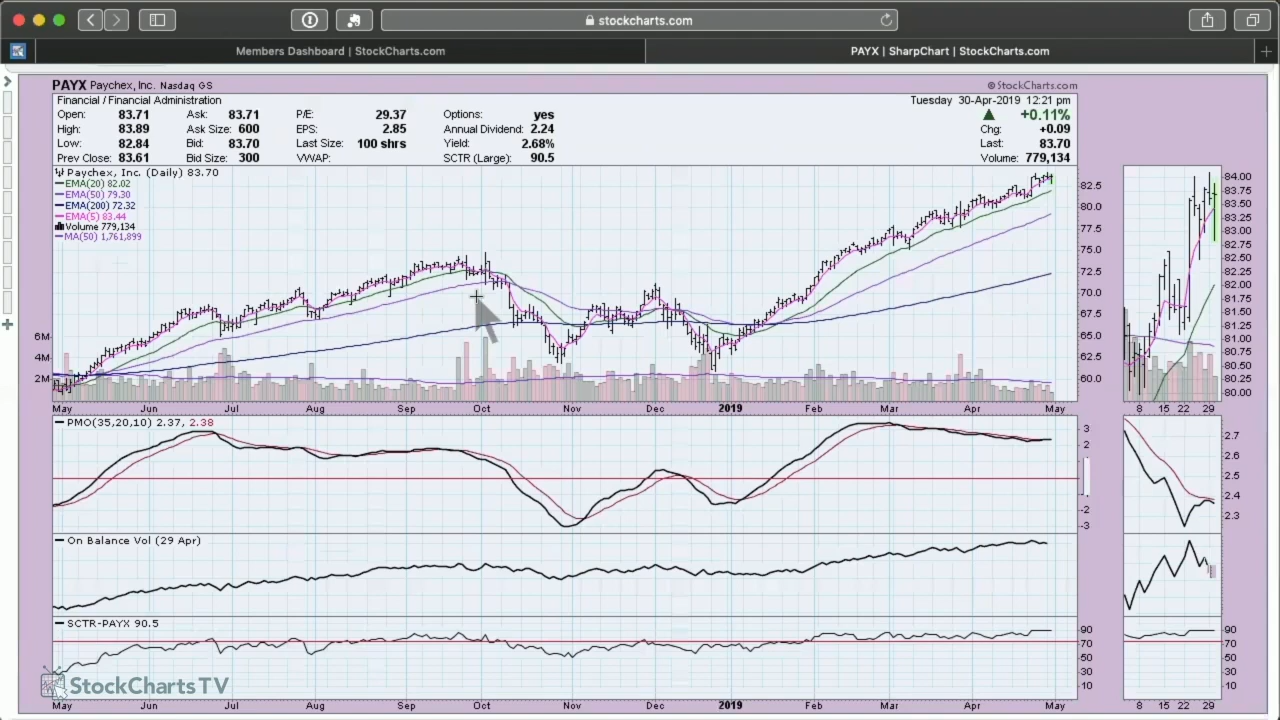 stockcharts.com
Members Dashboard | StockCharts.com
PAYX | SharpChart | StockCharts.com
PAYX Paychex, Inc. Nasdaq GS
© StockCharts.com
Financial / Financial Administration
Tuesday 30-Apr-2019 12:21 pm
Open: 83.71 Ask: 83.71 P/E: 29.37 Options: yes
+0.11%
High: 83.89 Ask Size: 600 EPS: 2.85 Annual Dividend: 2.24
Chg: +0.09
Low: 82.84 Bid: 83.70 Last Size: 100 shrs Yield: 2.68%
Last: 83.70
Prev Close: 83.61 Bid Size: 300 VWAP: SCTR (Large): 90.5
Volume: 779,134
Paychex, Inc. (Daily) 83.70
EMA(20) 82.02
EMA(50) 79.30
EMA(200) 72.32
EMA(5) 83.44
Volume 779,134
MA(50) 1,761,899
82.5
80.0
77.5
75.0
72.5
70.0
67.5
65.0
62.5
60.0
6M
4M
2M
84.00
83.75
83.50
83.25
83.00
82.75
82.50
82.25
82.00
81.75
81.50
81.25
81.00
80.75
80.50
80.25
80.00
May Jun Jul Aug Sep Oct Nov Dec 2019 Feb Mar Apr May
8 15 22 29
PMO(35,20,10) 2.37, 2.38
3
2
-2
-3
2.7
2.6
2.5
2.4
2.3
On Balance Vol (29 Apr)
SCTR-PAYX 90.5
90
70
50
30
10
90
70
50
30
10
StockCharts TV
May Jun Jul Aug Sep Oct Nov Dec 2019 Feb Mar Apr May
8 15 22 29